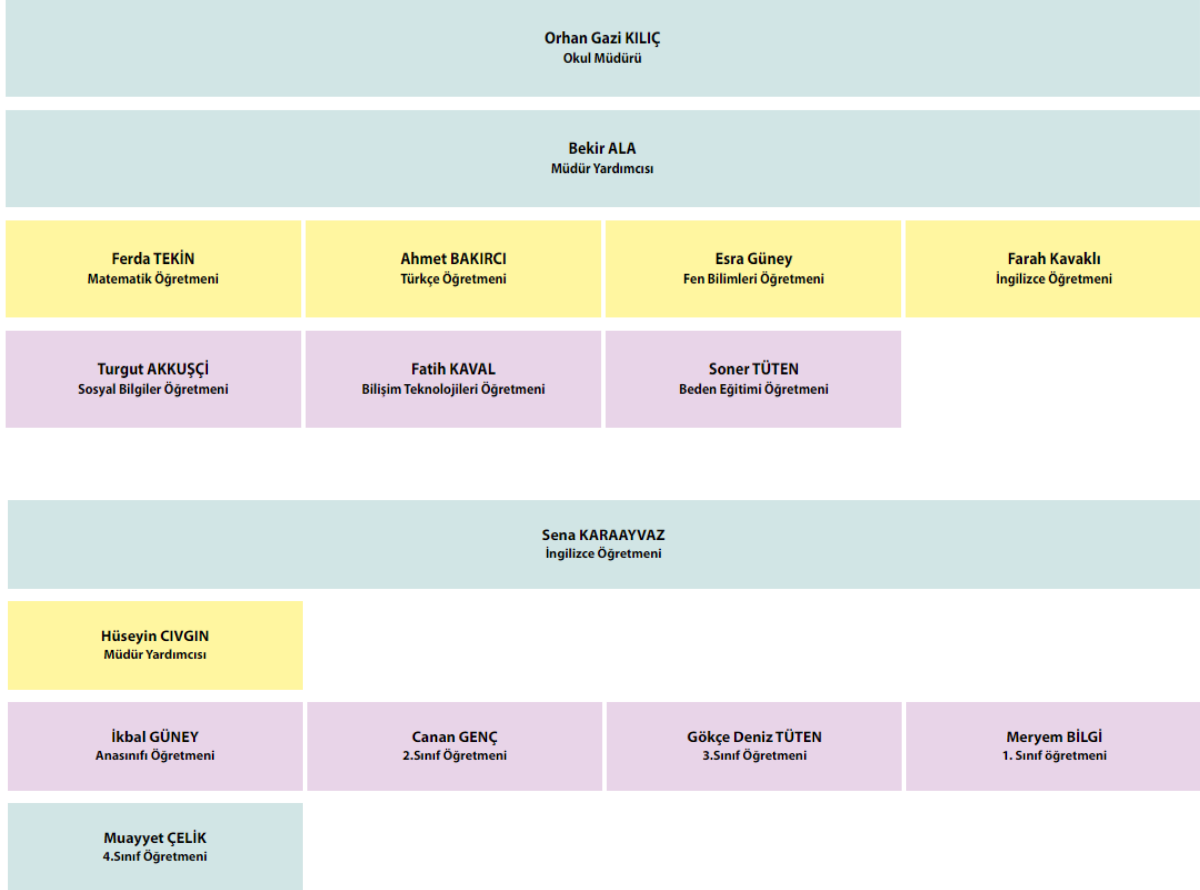 Orhan Gazi KILIÇ
Okul Müdürü
Bekir ALA
Müdür Yardımcısı
Ferda TEKİN
Matematik Öğretmeni
Ahmet BAKIRCI
Türkçe Öğretmeni
Esra Güney
Fen Bilimleri Öğretmeni
Farah Kavaklı
İngilizce Öğretmeni
Turgut AKKUŞÇİ
Sosyal Bilgiler Öğretmeni
Fatih KAVAL
Bilişim Teknolojileri Öğretmeni
Soner TÜTEN
Beden Eğitimi Öğretmeni
Sena KARAAYVAZ
İngilizce Öğretmeni
Hüseyin CIVGIN
Müdür Yardımcısı
İkbal GÜNEY
Anasınıfı Öğretmeni
Canan GENÇ
2.Sınıf Öğretmeni
Gökçe Deniz TÜTEN
3.Sınıf Öğretmeni
Meryem BİLGİ
1. Sınıf öğretmeni
Muayyet ÇELİK
4.Sınıf Öğretmeni